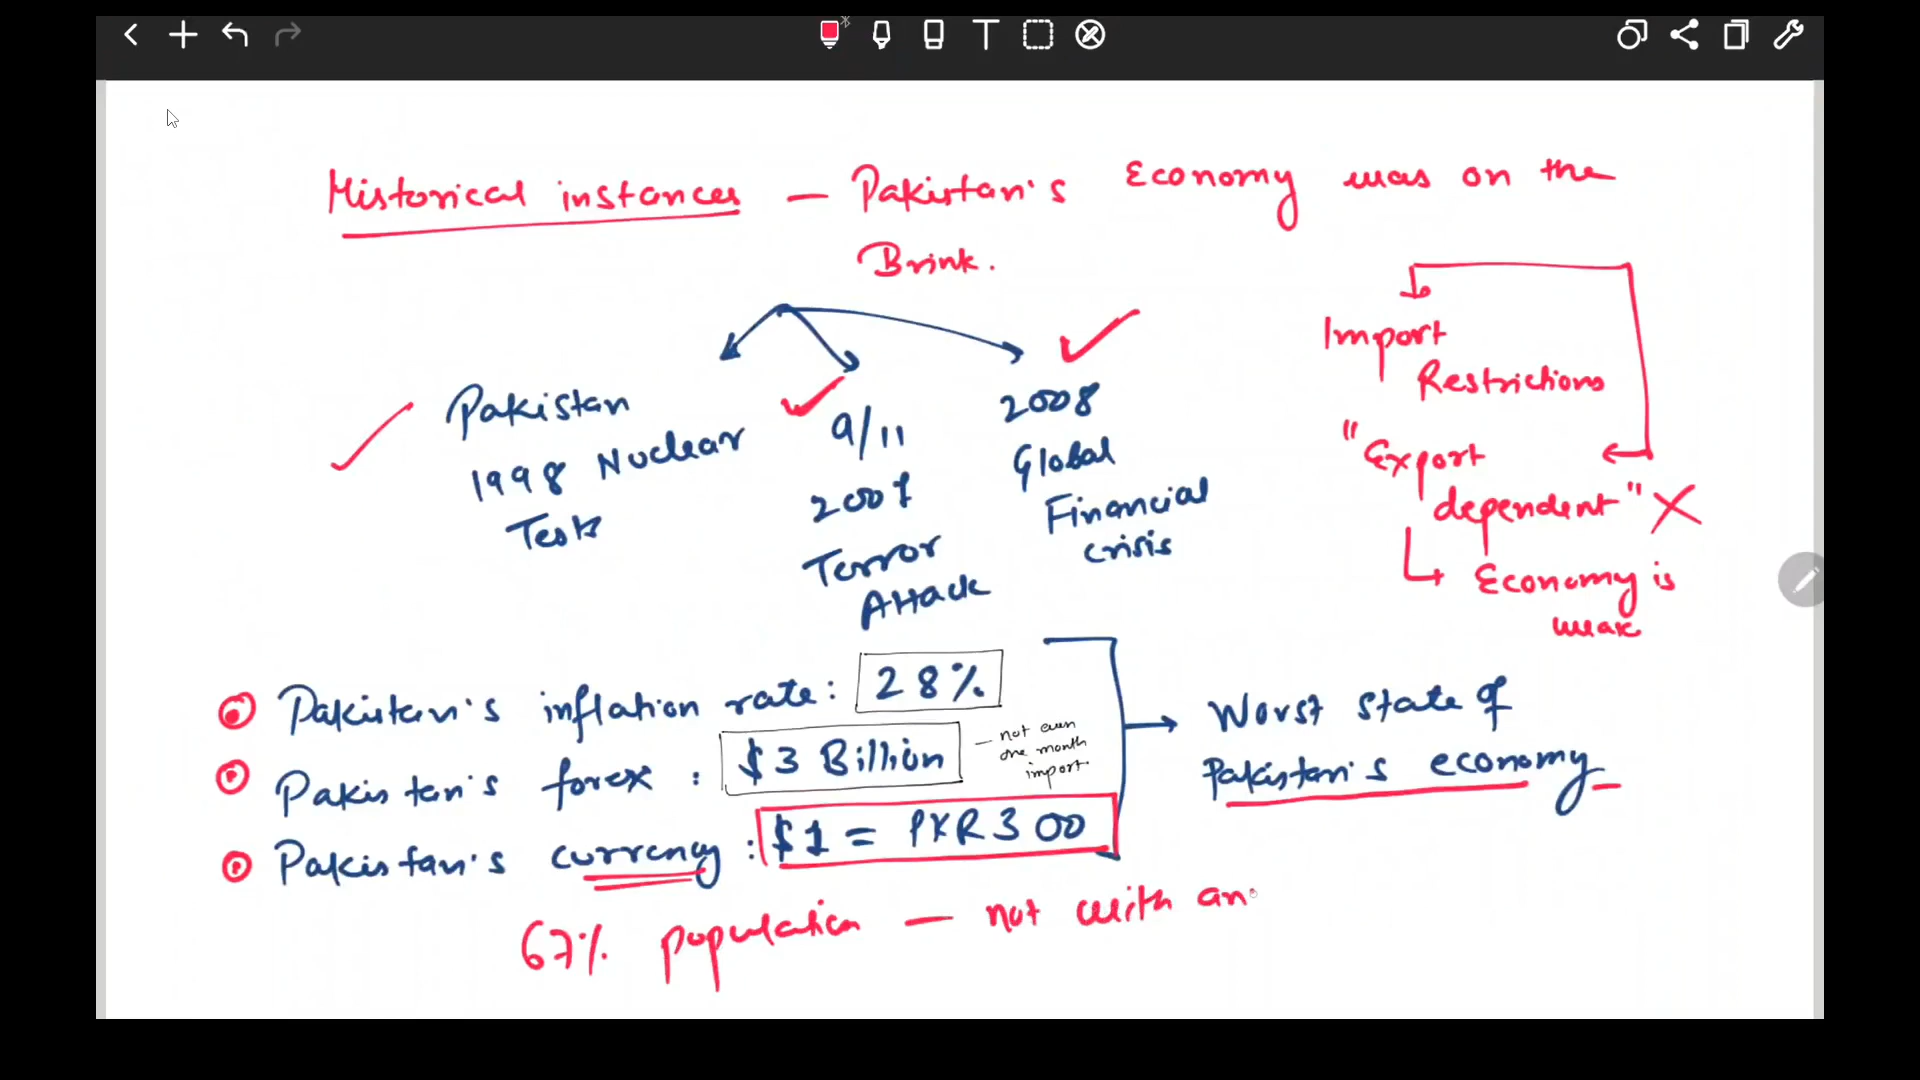 Historical instances — Pakistan's Economy was on the
Brink.
Pakistan
1998 Nuclear
Tests
9/11
2001
Terror
Attack
2008
Global
Financial
crisis
Import
Restrictions
"Export
dependent" X
Economy is
weak
Pakistan's inflation rate: 28%
Pakistan's forex : $3 Billion — not even
one month
import
Pakistan's currency : $1 = PKR 300
Worst state of
Pakistan's economy
67% population — not with an